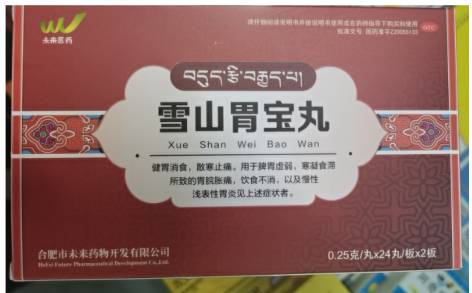 未来医药
请仔细阅读说明书并按说明书使用或在药师指导下购买和使用
批准文号:国药准字Z20055133
OTC
བདུད་རྩི་བརྒྱད་པ།
雪山胃宝丸
Xue Shan Wei Bao Wan
健胃消食,散寒止痛。用于脾胃虚弱,寒凝食滞
所致的胃脘胀痛,饮食不消,以及慢性
浅表性胃炎见上述症状者。
合肥市未来药物开发有限公司
HeFei Future Pharmaceutical Development Co.,Ltd.
0.25克/丸x24丸/板x2板